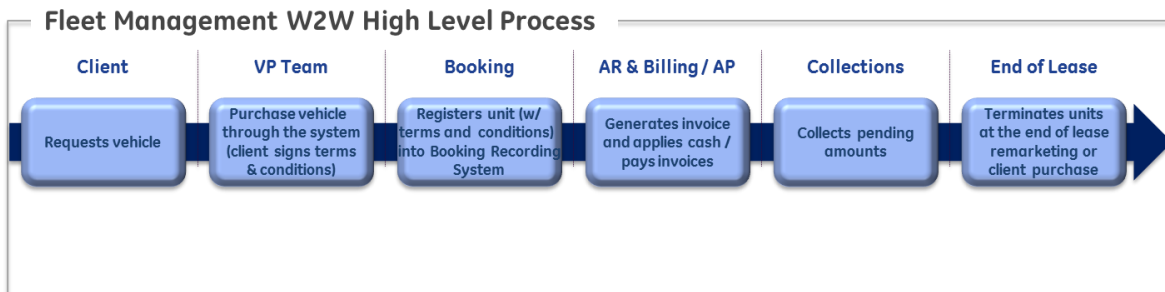 Fleet Management W2W High Level Process
Client
VP Team
Booking
AR & Billing / AP
Collections
End of Lease
Requests vehicle
Purchase vehicle
through the system
(client signs terms
& conditions)
Registers unit (w/
terms and conditions)
into Booking Recording
System
Generates invoice
and applies cash /
pays invoices
Collects pending
amounts
Terminates units
at the end of lease
remarketing or
client purchase